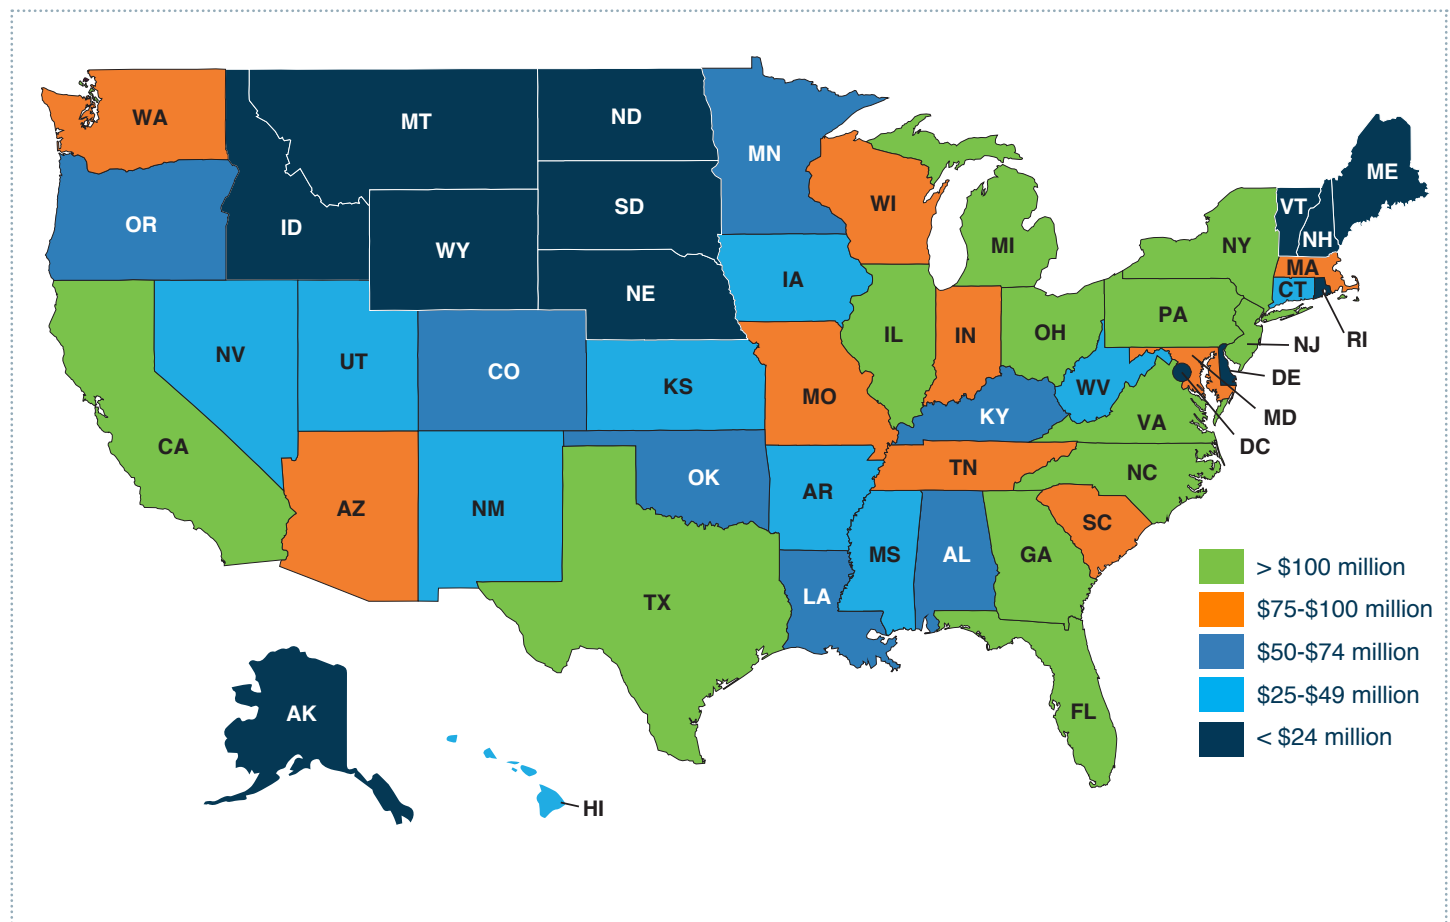 WA
MT
ND
MN
OR
ID
WY
SD
WI
MI
NY
VT
NH
ME
MA
CT
RI
NE
IA
IL
IN
OH
PA
NJ
DE
MD
DC
NV
UT
CO
KS
MO
KY
WV
VA
CA
AZ
NM
OK
AR
TN
NC
SC
MS
AL
GA
LA
TX
FL
AK
HI
> $100 million
$75-$100 million
$50-$74 million
$25-$49 million
< $24 million